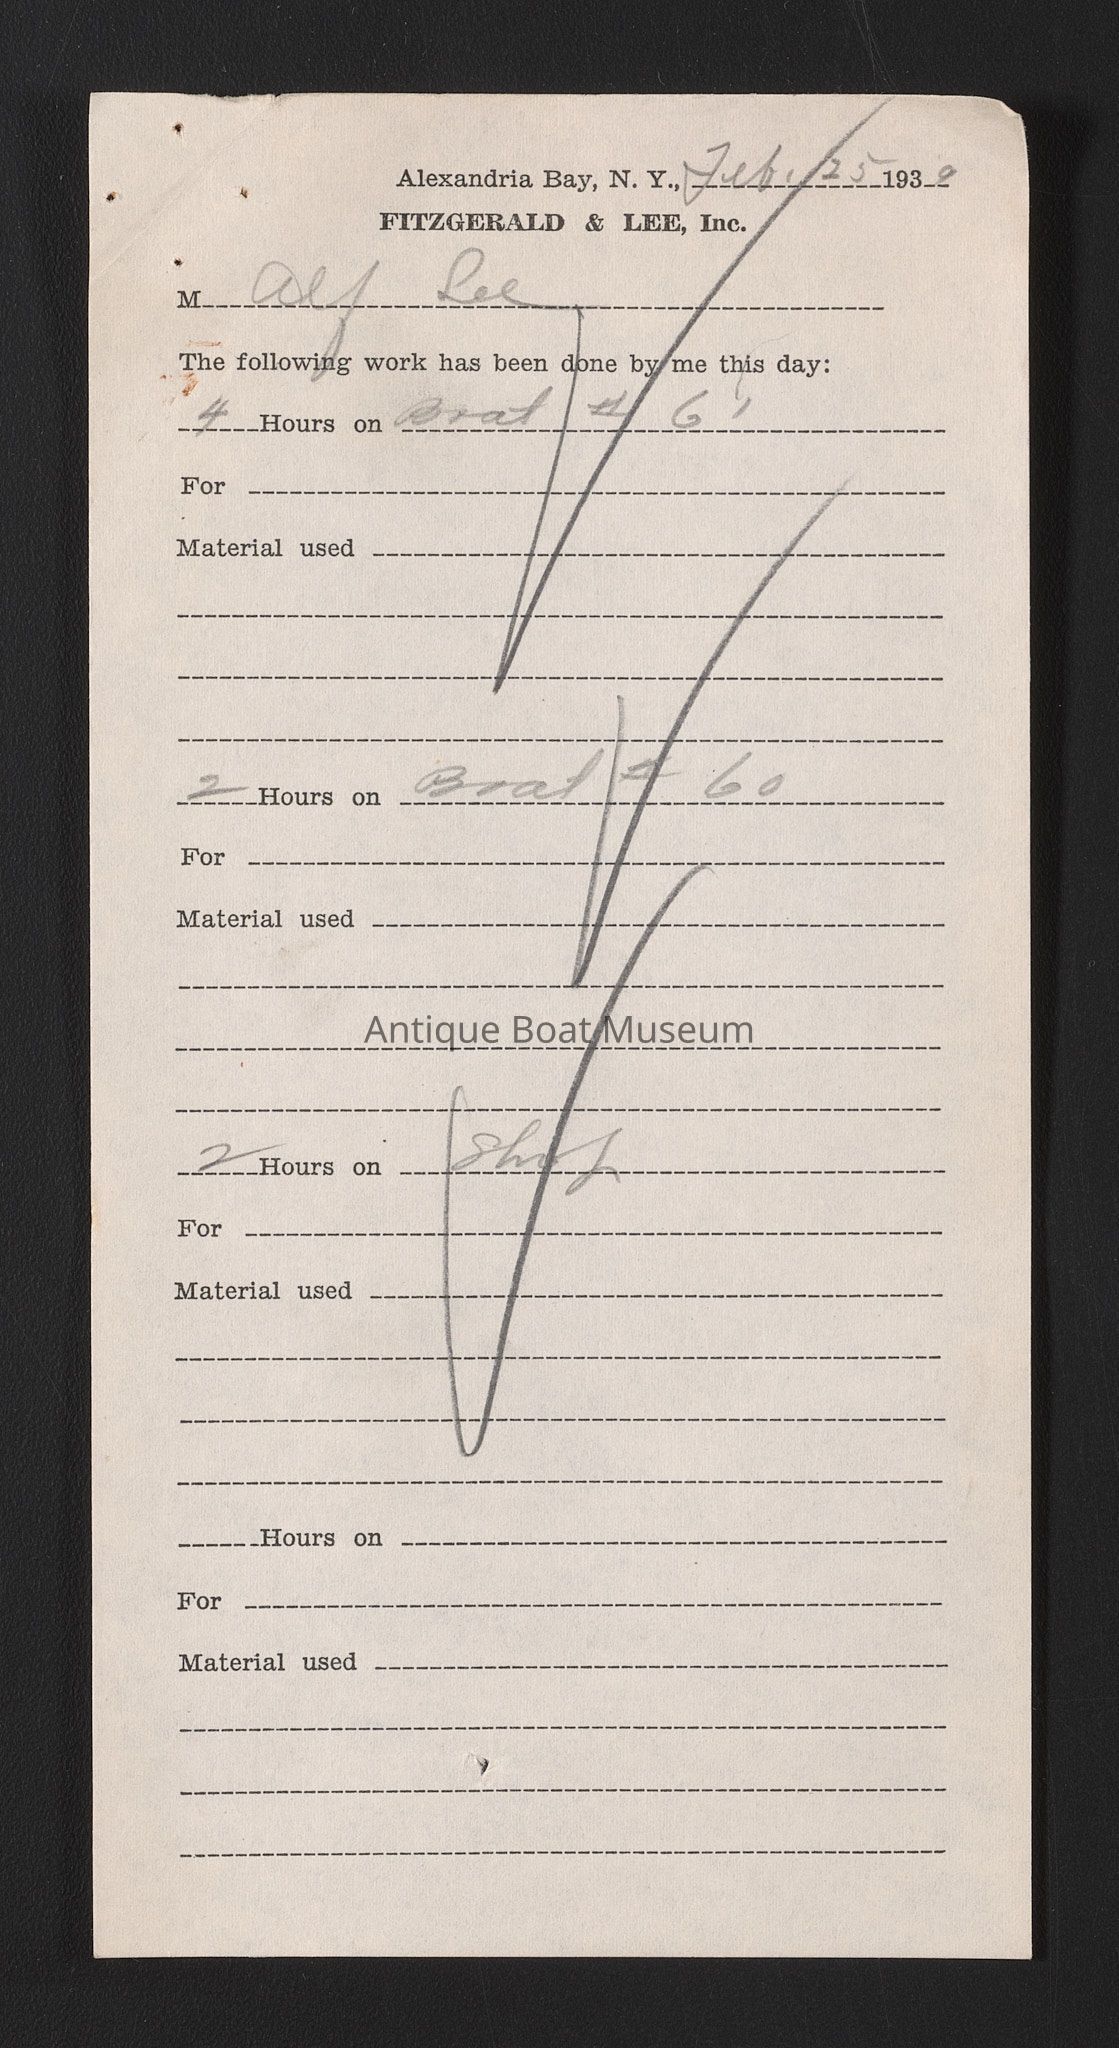 Alexandria Bay, N. Y., Feb. 25 193
FITZGERALD & LEE, Inc.
M Alf Lee
The following work has been done by me this day:
4 Hours on Boat # 61
For
Material used
2 Hours on Boat # 60
For
Material used
Antique Boat Museum
2 Hours on Shop
For
Material used
Hours on
For
Material used